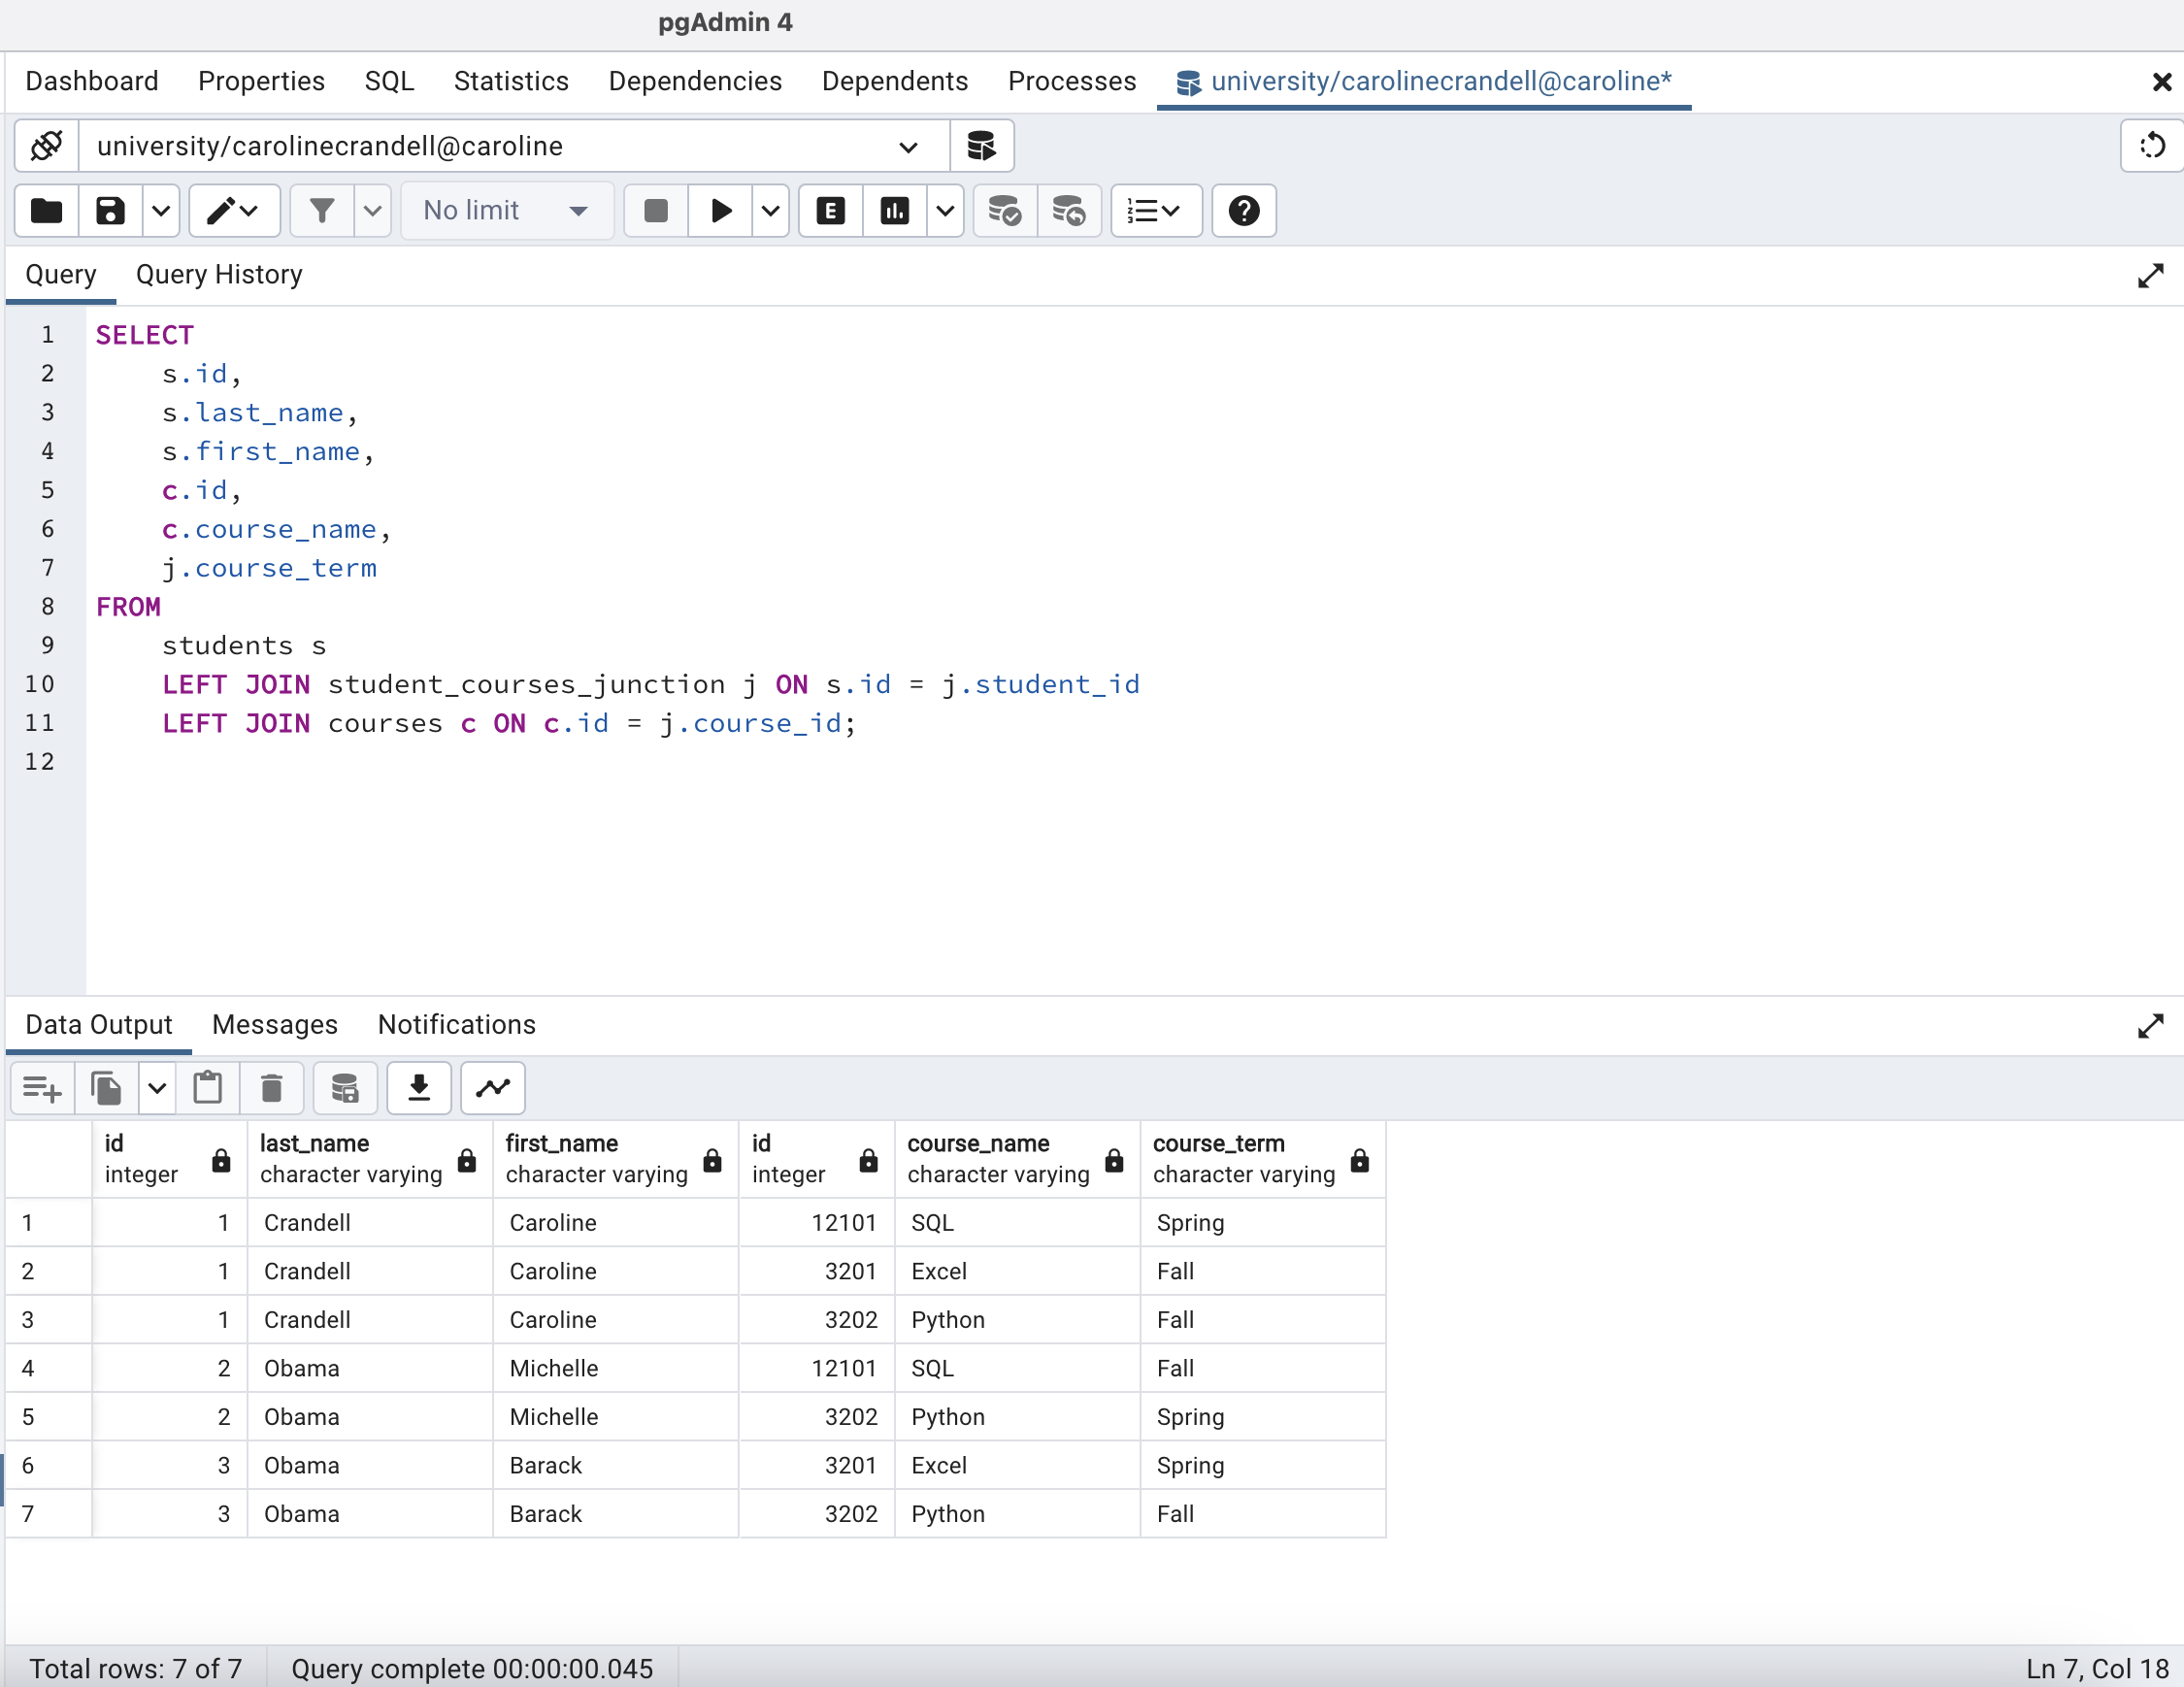 pgAdmin 4
Dashboard Properties SQL Statistics Dependencies Dependents Processes university/carolinecrandell@caroline*
university/carolinecrandell@caroline
No limit E
Query Query History
1 SELECT
2 s.id,
3 s.last_name,
4 s.first_name,
5 c.id,
6 c.course_name,
7 j.course_term
8 FROM
9 students s
10 LEFT JOIN student_courses_junction j ON s.id = j.student_id
11 LEFT JOIN courses c ON c.id = j.course_id;
12
Data Output Messages Notifications
id last_name first_name id course_name course_term
integer character varying character varying integer character varying character varying
1 1 Crandell Caroline 12101 SQL Spring
2 1 Crandell Caroline 3201 Excel Fall
3 1 Crandell Caroline 3202 Python Fall
4 2 Obama Michelle 12101 SQL Fall
5 2 Obama Michelle 3202 Python Spring
6 3 Obama Barack 3201 Excel Spring
7 3 Obama Barack 3202 Python Fall
Total rows: 7 of 7 Query complete 00:00:00.045 Ln 7, Col 18